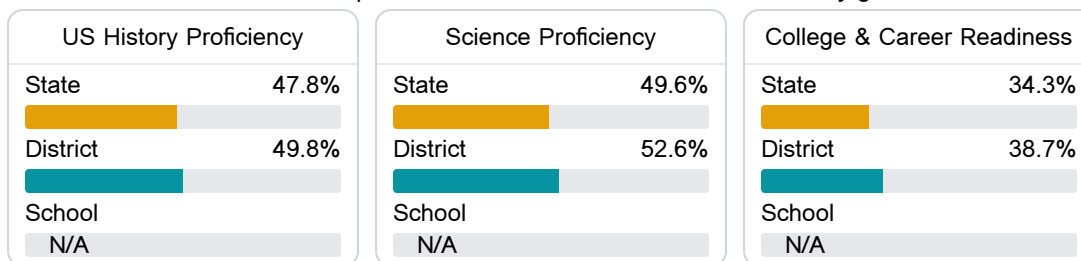 US History Proficiency
State 47.8%
District 49.8%
School
N/A
Science Proficiency
State 49.6%
District 52.6%
School
N/A
College & Career Readiness
State 34.3%
District 38.7%
School
N/A